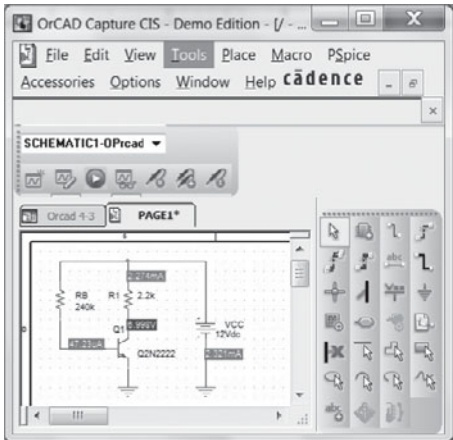 OrCAD Capture CIS - Demo Edition - [/ - ...
File Edit View Tools Place Macro PSpice
Accessories Options Window Help cādence
SCHEMATIC1-OPread
Orcad 4-3 PAGE1*
2.274mA
RB
240k
R1 2.2k
Q1
6.998V
VCC
12Vdc
47.23uA
Q2N2222
2.321mA
abc
abc